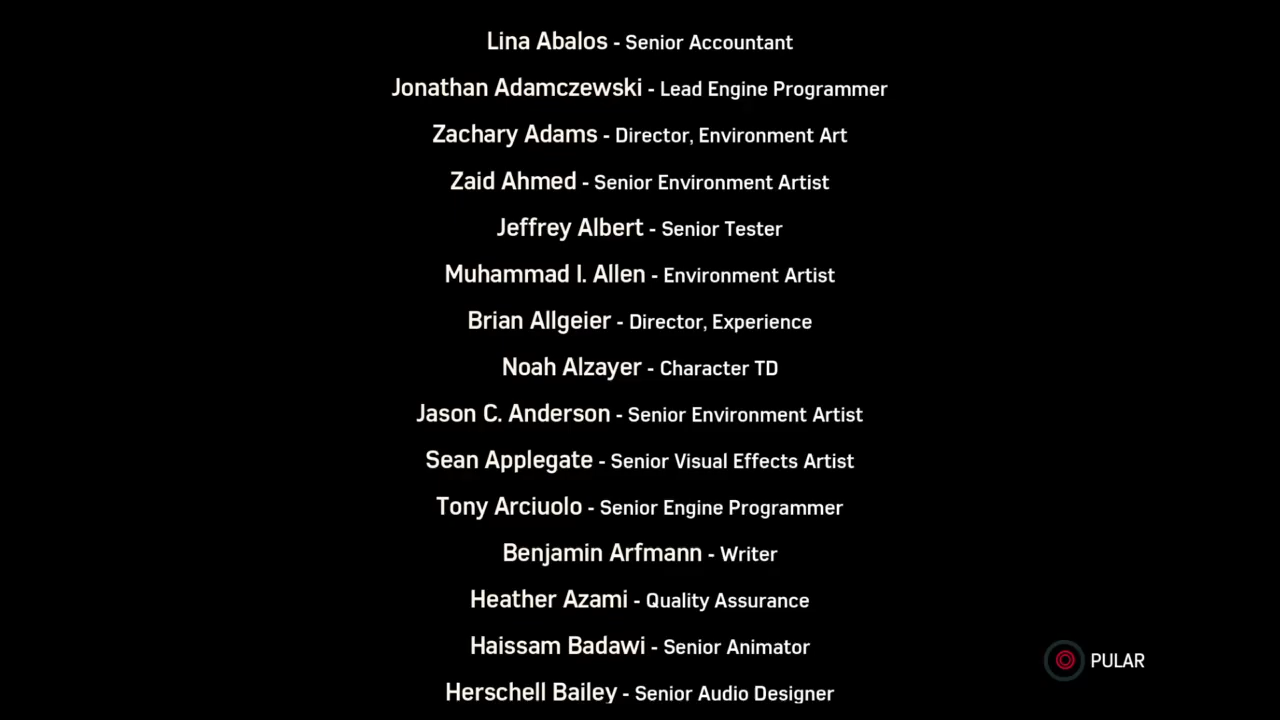 Lina Abalos - Senior Accountant
Jonathan Adamczewski - Lead Engine Programmer
Zachary Adams - Director, Environment Art
Zaid Ahmed - Senior Environment Artist
Jeffrey Albert - Senior Tester
Muhammad I. Allen - Environment Artist
Brian Allgeier - Director, Experience
Noah Alzayer - Character TD
Jason C. Anderson - Senior Environment Artist
Sean Applegate - Senior Visual Effects Artist
Tony Arciuolo - Senior Engine Programmer
Benjamin Arfmann - Writer
Heather Azami - Quality Assurance
Haissam Badawi - Senior Animator
PULAR
Herschell Bailey - Senior Audio Designer